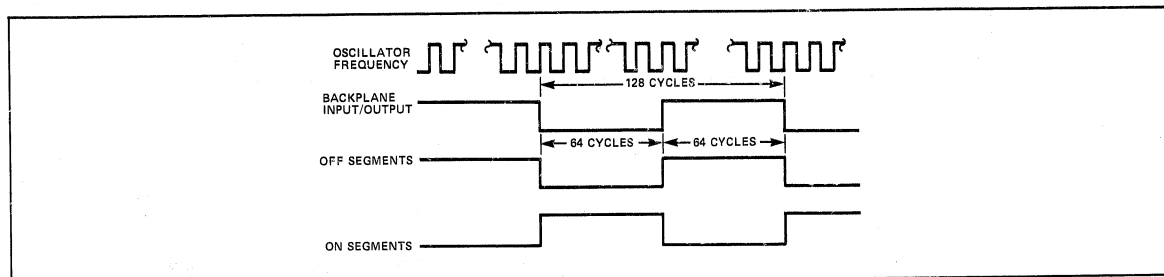 OSCILLATOR
FREQUENCY
128 CYCLES
BACKPLANE
INPUT/OUTPUT
64 CYCLES
64 CYCLES
OFF SEGMENTS
ON SEGMENTS